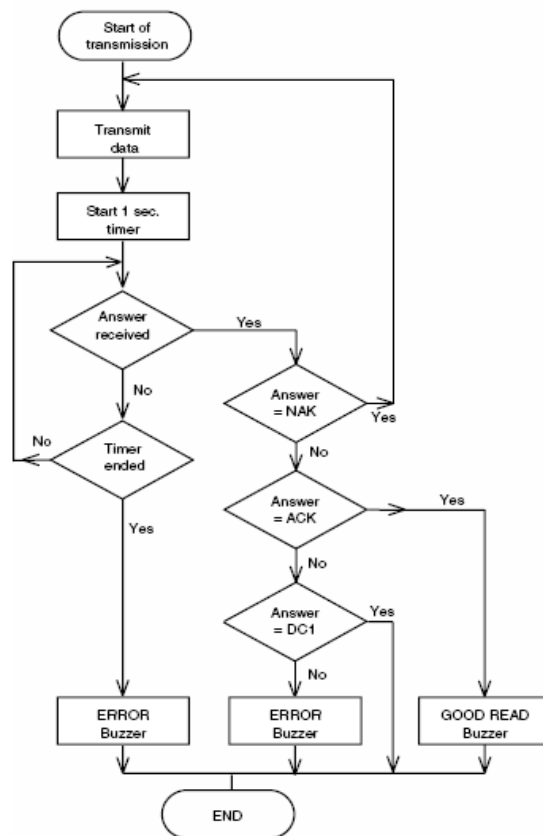 Start of
transmission
Transmit
data
Start 1 sec.
timer
Answer
received
Yes
No
Answer
= NAK
Yes
No
Timer
ended
No
Yes
Answer
= ACK
Yes
No
Answer
= DC1
Yes
No
ERROR
Buzzer
ERROR
Buzzer
GOOD READ
Buzzer
END